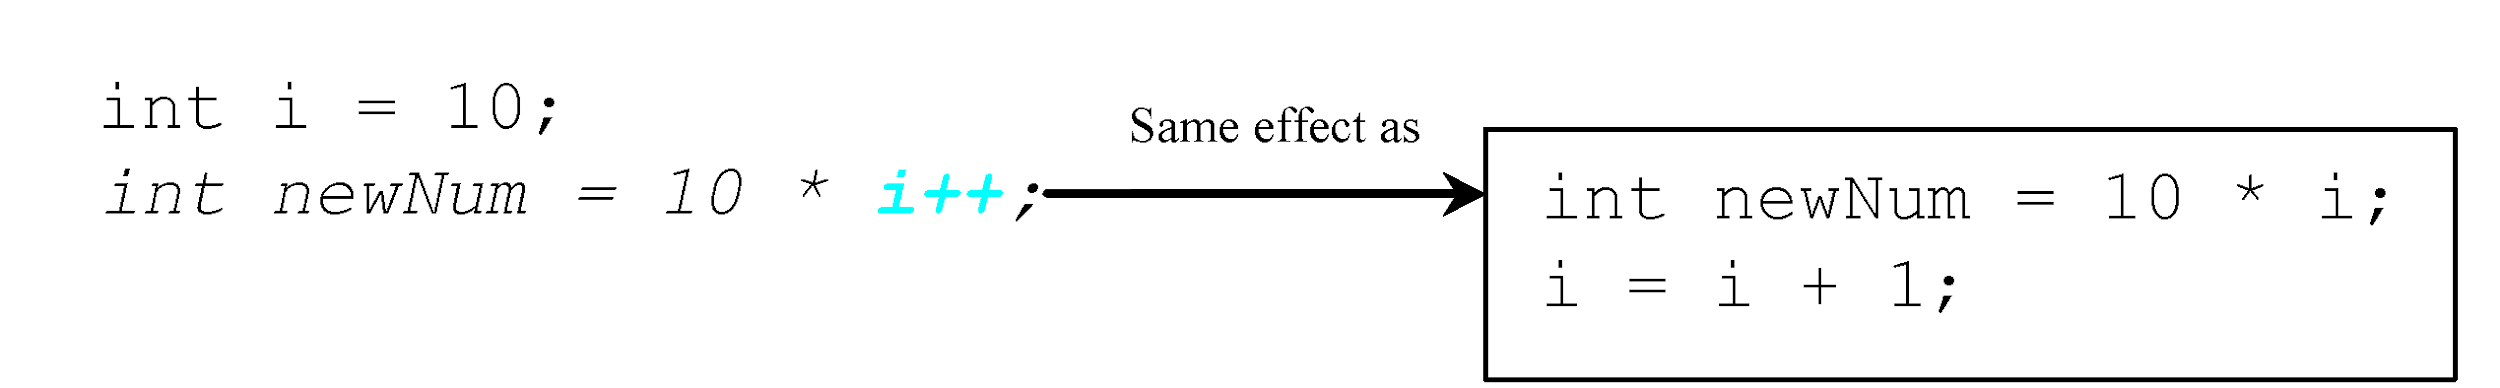 int i = 10;
int newNum = 10 * i++;
Same effect as
int newNum = 10 * i;
i = i + 1;